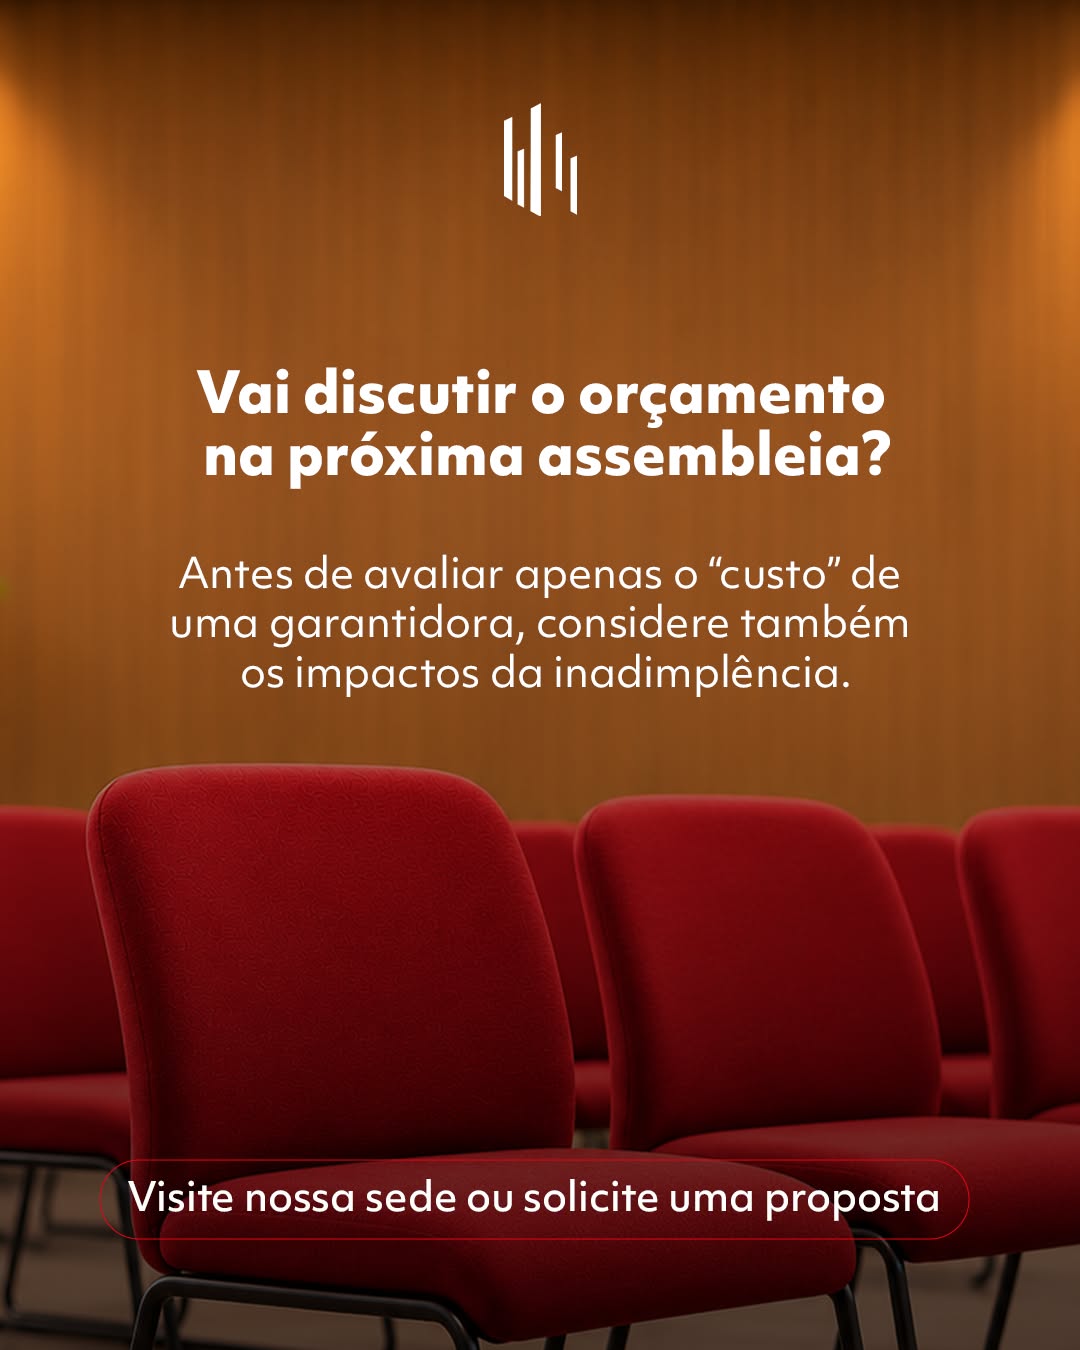 Vai discutir o orçamento
na próxima assembleia?
Antes de avaliar apenas o “custo” de
uma garantidora, considere também
os impactos da inadimplência.
Visite nossa sede ou solicite uma proposta